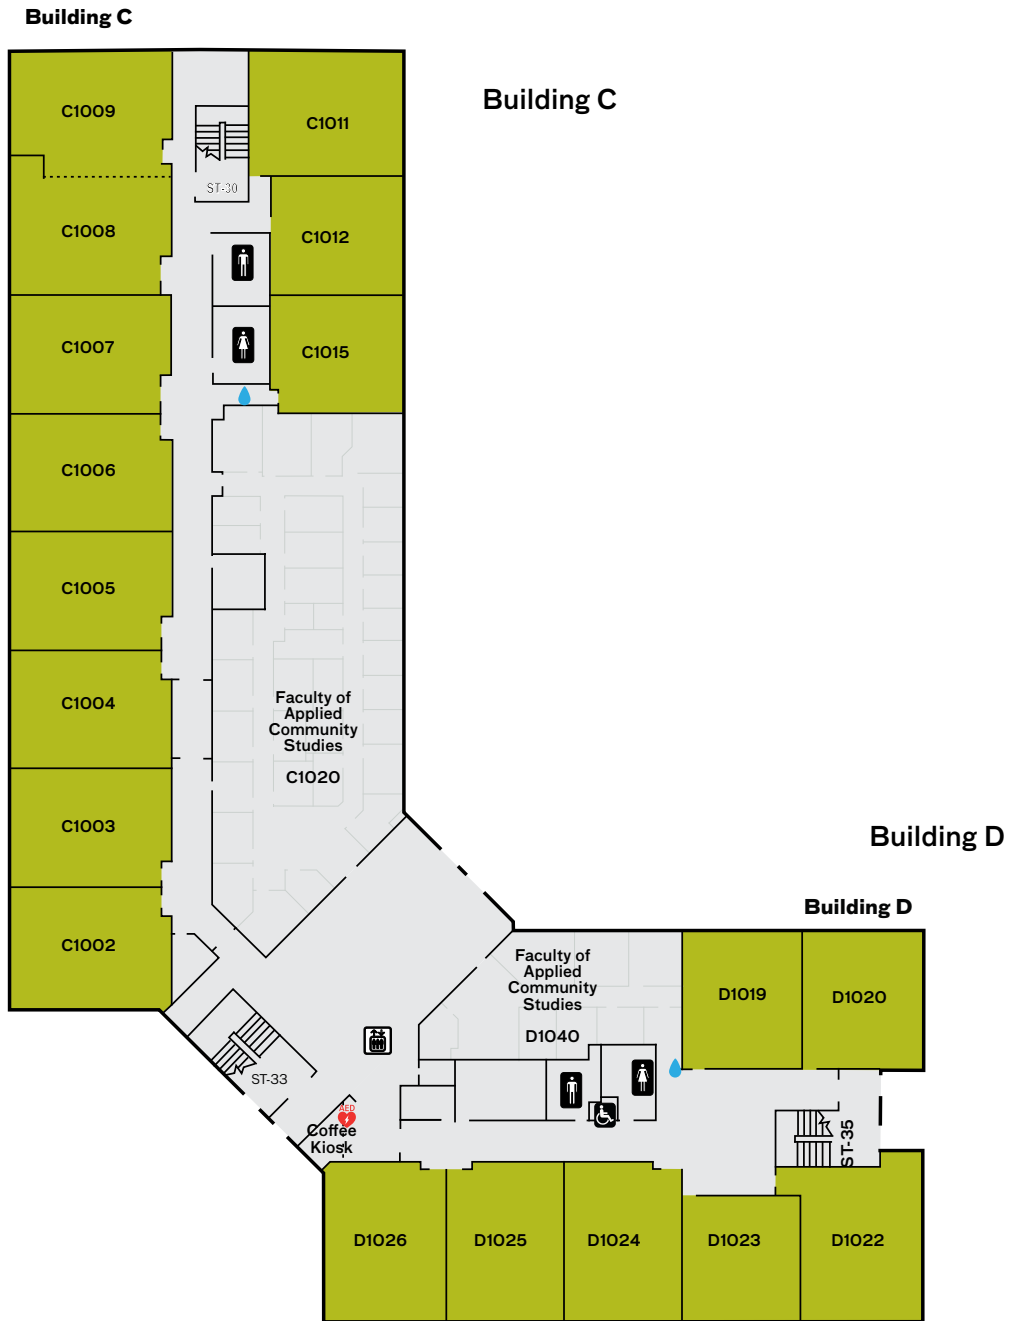 Building C
Building C
C1009
C1011
ST-30
C1008
C1012
C1007
C1015
C1006
C1005
C1004
Faculty of
Applied
Community
Studies
C1020
C1003
Building D
Building D
C1002
Faculty of
Applied
Community
Studies
D1040
D1019
D1020
ST-33
AED
Coffee
Kiosk
ST-35
D1026
D1025
D1024
D1023
D1022